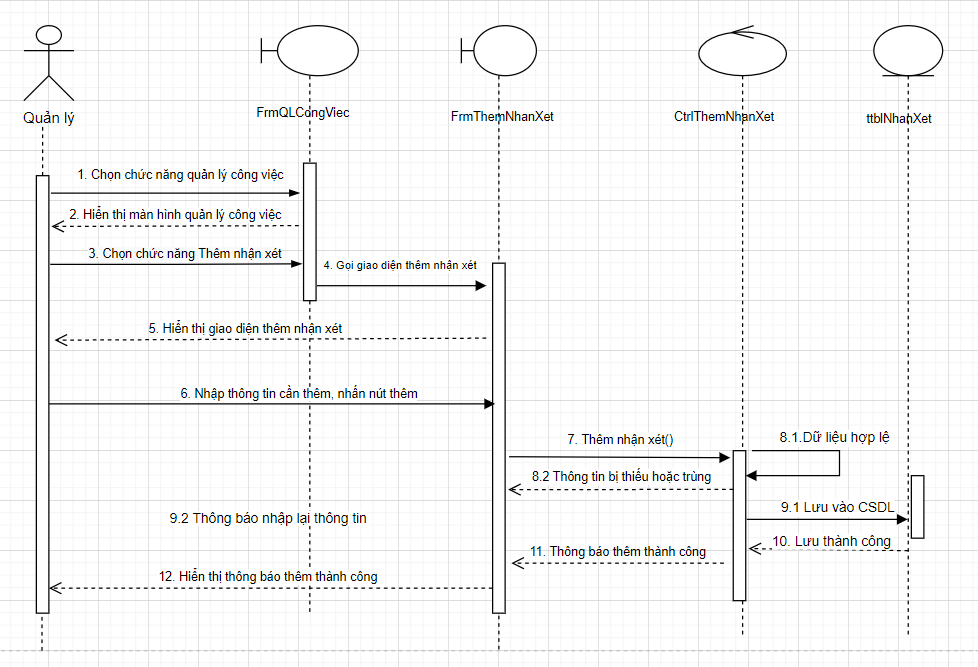 Quản lý
FrmQLCongViec
FrmThemNhanXet
CtrlThemNhanXet
ttblNhanXet
1. Chọn chức năng quản lý công việc
2. Hiển thị màn hình quản lý công việc
3. Chọn chức năng Thêm nhận xét
4. Gọi giao diện thêm nhận xét
5. Hiển thị giao diện thêm nhận xét
6. Nhập thông tin cần thêm, nhấn nút thêm
7. Thêm nhận xét()
8.1.Dữ liệu hợp lệ
8.2 Thông tin bị thiếu hoặc trùng
9.1 Lưu vào CSDL
9.2 Thông báo nhập lại thông tin
10. Lưu thành công
11. Thông báo thêm thành công
12. Hiển thị thông báo thêm thành công